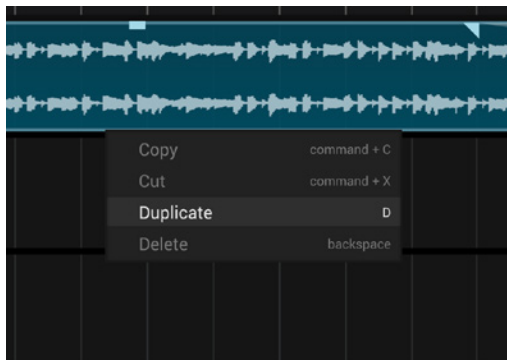 Copy command + C
Cut command + X
Duplicate D
Delete backspace